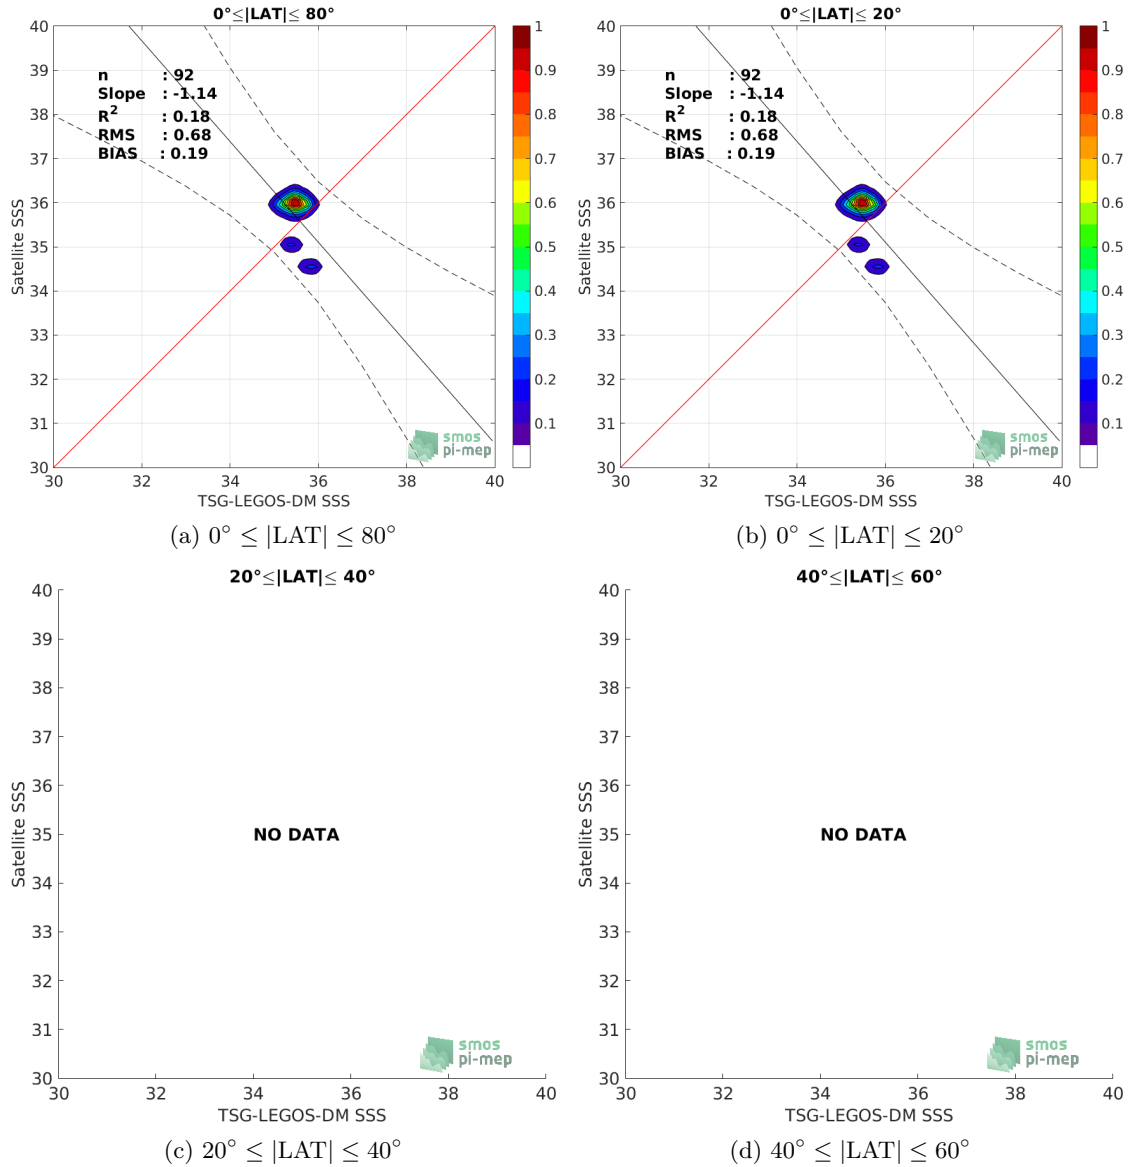 0°≤|LAT|≤ 80°
40
39
38
37
36
35
34
33
32
31
30
Satellite SSS
n : 92
Slope : -1.14
R² : 0.18
RMS : 0.68
BIAS : 0.19
smos
pi-mep
30 32 34 36 38 40
TSG-LEGOS-DM SSS
1
0.9
0.8
0.7
0.6
0.5
0.4
0.3
0.2
0.1
(a) 0° ≤ |LAT| ≤ 80°
0°≤|LAT|≤ 20°
40
39
38
37
36
35
34
33
32
31
30
Satellite SSS
n : 92
Slope : -1.14
R² : 0.18
RMS : 0.68
BIAS : 0.19
smos
pi-mep
30 32 34 36 38 40
TSG-LEGOS-DM SSS
1
0.9
0.8
0.7
0.6
0.5
0.4
0.3
0.2
0.1
(b) 0° ≤ |LAT| ≤ 20°
20°≤|LAT|≤ 40°
40
39
38
37
36
35
34
33
32
31
30
Satellite SSS
NO DATA
smos
pi-mep
30 32 34 36 38 40
TSG-LEGOS-DM SSS
(c) 20° ≤ |LAT| ≤ 40°
40°≤|LAT|≤ 60°
40
39
38
37
36
35
34
33
32
31
30
Satellite SSS
NO DATA
smos
pi-mep
30 32 34 36 38 40
TSG-LEGOS-DM SSS
(d) 40° ≤ |LAT| ≤ 60°